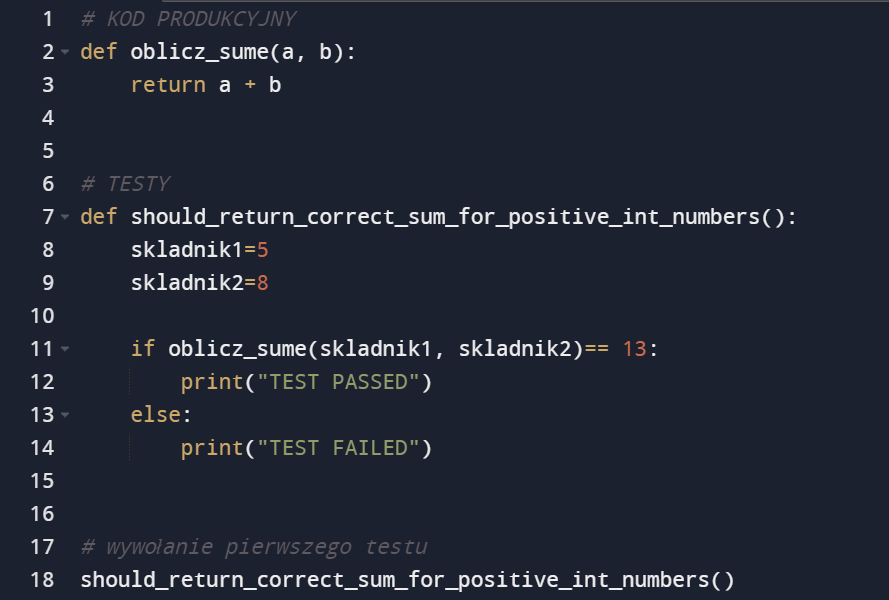 1 # KOD PRODUKCYJNY
2 def oblicz_sume(a, b):
3     return a + b
4
5
6 # TESTY
7 def should_return_correct_sum_for_positive_int_numbers():
8     skladnik1=5
9     skladnik2=8
10
11     if oblicz_sume(skladnik1, skladnik2)== 13:
12         print("TEST PASSED")
13     else:
14         print("TEST FAILED")
15
16
17 # wywołanie pierwszego testu
18 should_return_correct_sum_for_positive_int_numbers()